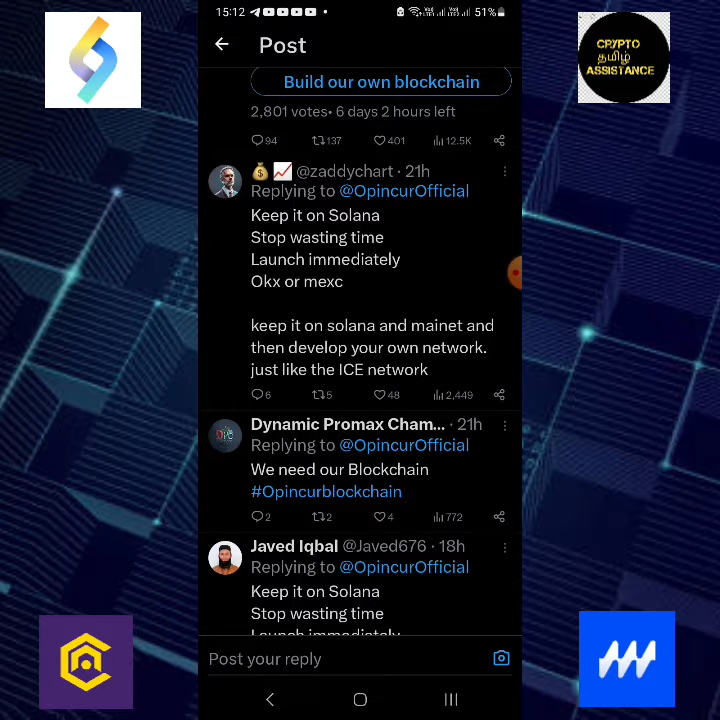 15:12
51%
Post
CRYPTO
தமிழ்
ASSISTANCE
Build our own blockchain
2,801 votes• 6 days 2 hours left
94 137 401 12.5K
@zaddychart · 21h
Replying to @OpincurOfficial
Keep it on Solana
Stop wasting time
Launch immediately
Okx or mexc
keep it on solana and mainet and
then develop your own network.
just like the ICE network
6 5 48 2,449
Dynamic Promax Cham... · 21h
Replying to @OpincurOfficial
We need our Blockchain
#Opincurblockchain
2 2 4 772
Javed Iqbal @Javed676 · 18h
Replying to @OpincurOfficial
Keep it on Solana
Stop wasting time
Launch immediately
Post your reply